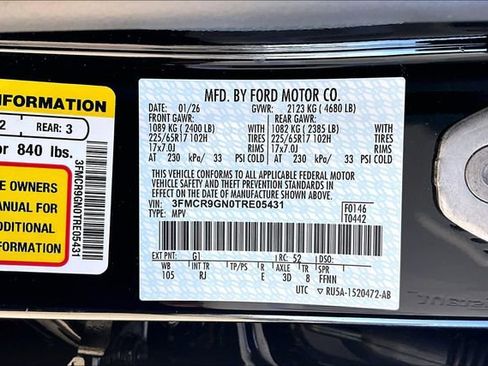 INFORMATION
2 REAR: 3
or 840 lbs.
E OWNERS
ANUAL FOR
DDITIONAL
ORMATION
3FMCR9GN0TRE05431
MFD. BY FORD MOTOR CO.
DATE: 01/26 GVWR: 2123 KG ( 4680 LB)
FRONT GAWR: REAR GAWR:
1089 KG ( 2400 LB) 1082 KG ( 2385 LB)
225/65R17 102H TIRES 225/65R17 102H TIRES
17x7.0J RIMS 17x7.0J RIMS
AT 230 kPa/ 33 PSI COLD AT 230 kPa/ 33 PSI COLD
THIS VEHICLE CONFORMS TO ALL APPLICABLE FEDERAL MOTOR
VEHICLE SAFETY AND THEFT PREVENTION STANDARDS IN
EFFECT ON THE DATE OF MANUFACTURE SHOWN ABOVE.
VIN: 3FMCR9GN0TRE05431 F0146
TYPE: MPV T0442
EXT PNT: G1 RC: 52 DSO:
WB INT TR TP/PS R AXLE TR SPR
105 RJ E 3D 8 FFNN
UTC RU5A-1520472-AB